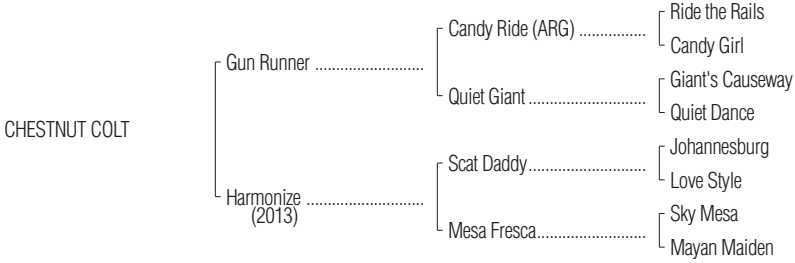 Ride the Rails
Candy Ride (ARG) ................
Candy Girl
Gun Runner ..........................
Giant's Causeway
Quiet Giant............................
Quiet Dance
CHESTNUT COLT
Johannesburg
Scat Daddy............................
Love Style
Harmonize ............................
(2013)
Sky Mesa
Mesa Fresca..........................
Mayan Maiden